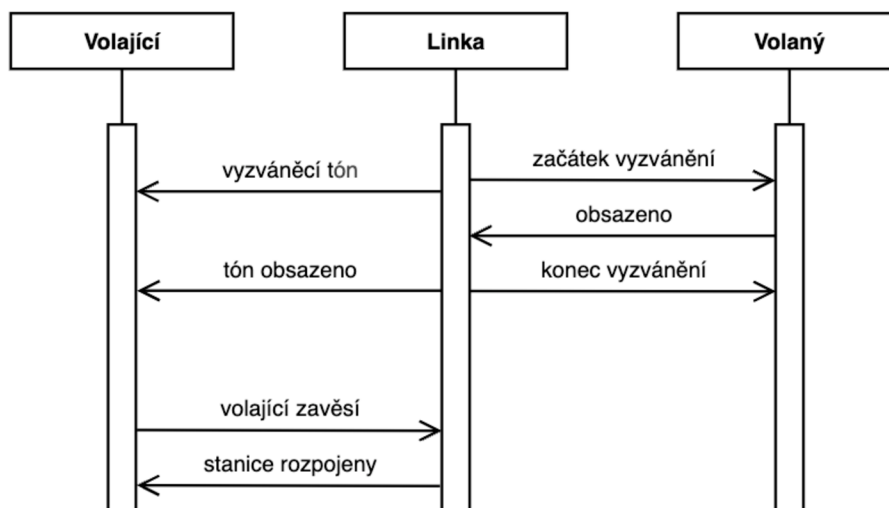 Volající
Linka
Volaný
začátek vyzvánění
vyzváněcí tón
obsazeno
tón obsazeno
konec vyzvánění
volající zavěsí
stanice rozpojeny